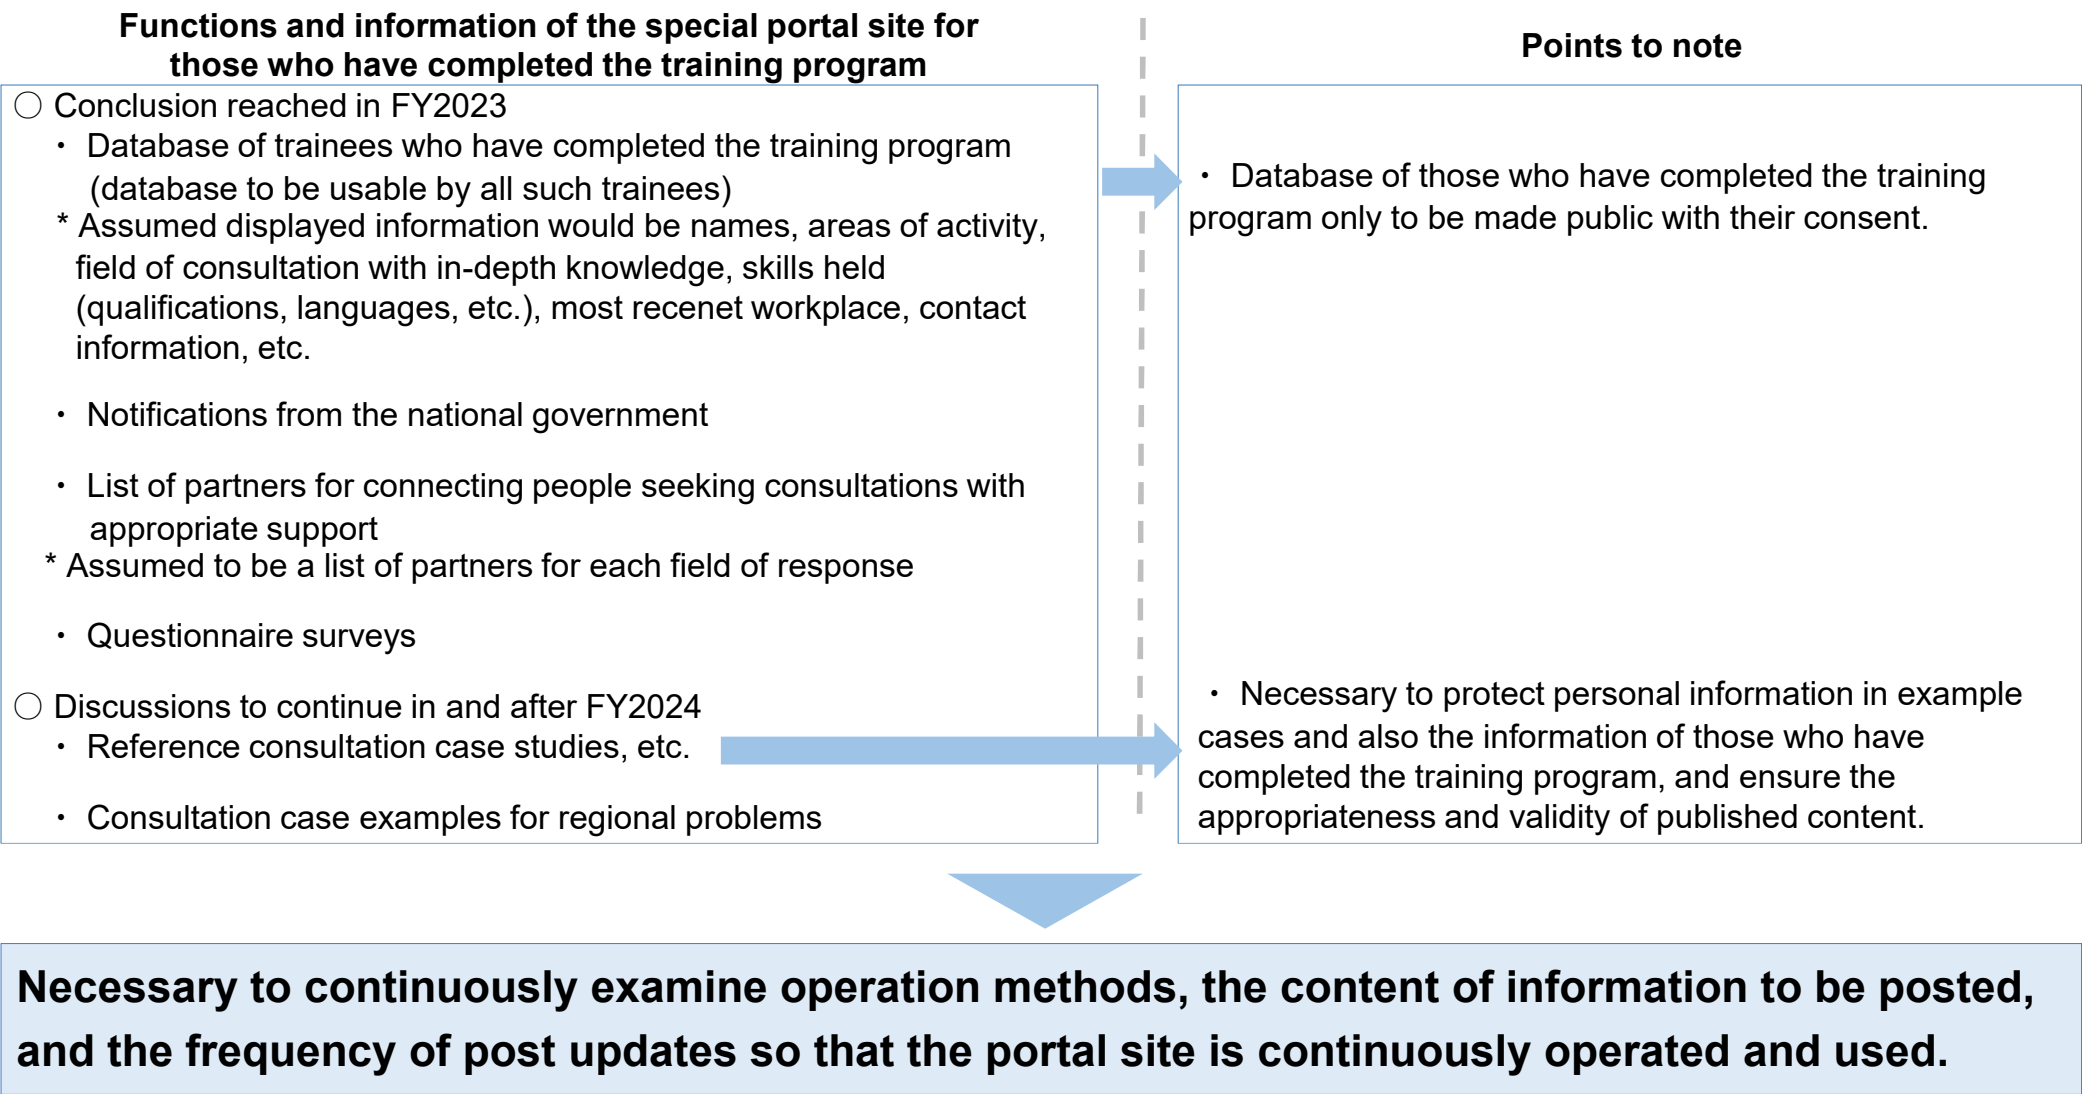 Functions and information of the special portal site for
those who have completed the training program
○ Conclusion reached in FY2023
・ Database of trainees who have completed the training program
(database to be usable by all such trainees)
* Assumed displayed information would be names, areas of activity,
field of consultation with in-depth knowledge, skills held
(qualifications, languages, etc.), most recenet workplace, contact
information, etc.
・ Notifications from the national government
・ List of partners for connecting people seeking consultations with
appropriate support
* Assumed to be a list of partners for each field of response
・ Questionnaire surveys
○ Discussions to continue in and after FY2024
・ Reference consultation case studies, etc.
・ Consultation case examples for regional problems
Points to note
・ Database of those who have completed the training
program only to be made public with their consent.
・ Necessary to protect personal information in example
cases and also the information of those who have
completed the training program, and ensure the
appropriateness and validity of published content.
Necessary to continuously examine operation methods, the content of information to be posted,
and the frequency of post updates so that the portal site is continuously operated and used.